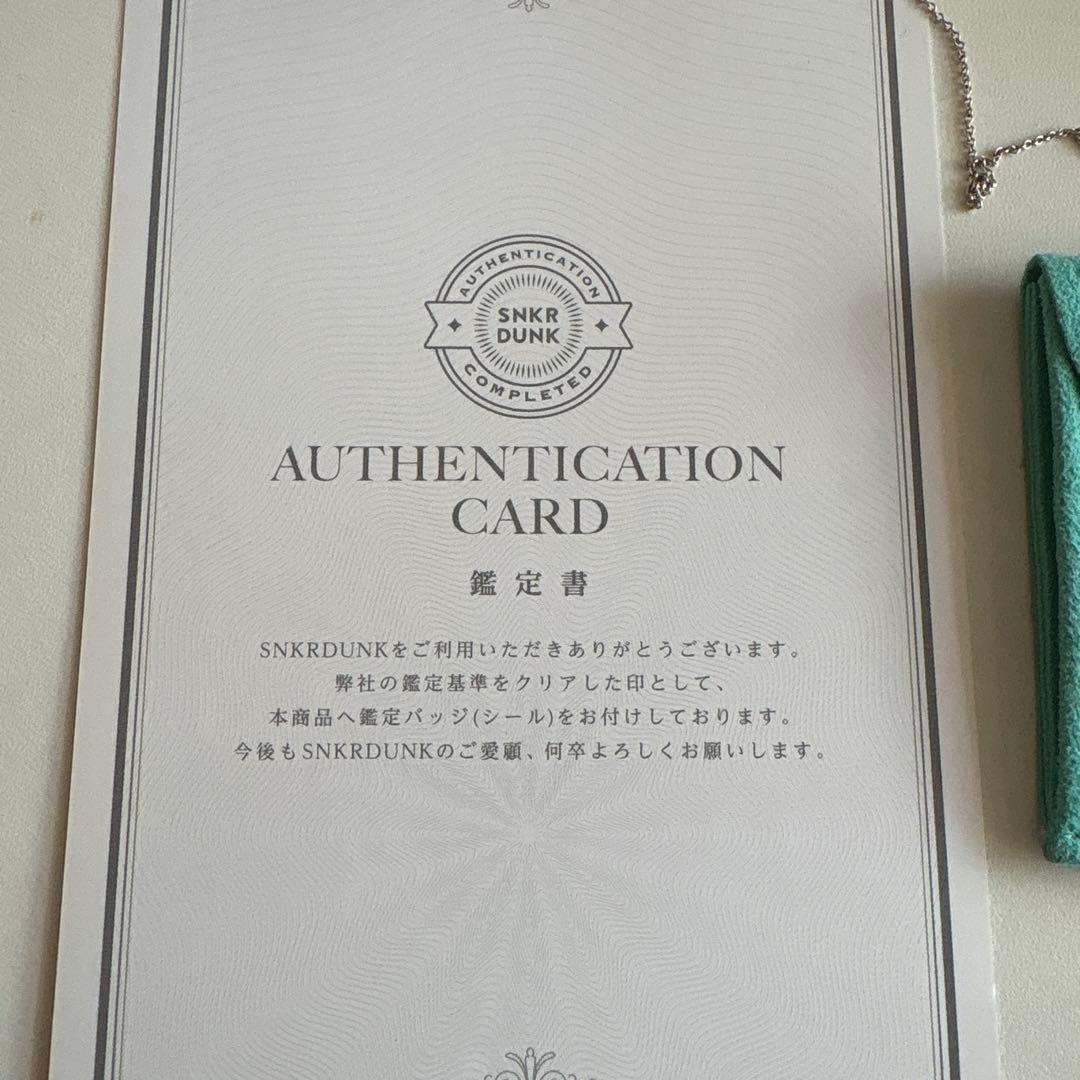 AUTHENTICATION
SNKR
DUNK
COMPLETED
AUTHENTICATION
CARD
鑑定書
SNKRDUNKをご利用いただきありがとうございます。
弊社の鑑定基準をクリアした印として、
本商品へ鑑定バッジ(シール)をお付けしております。
今後もSNKRDUNKのご愛顧、何卒よろしくお願いします。